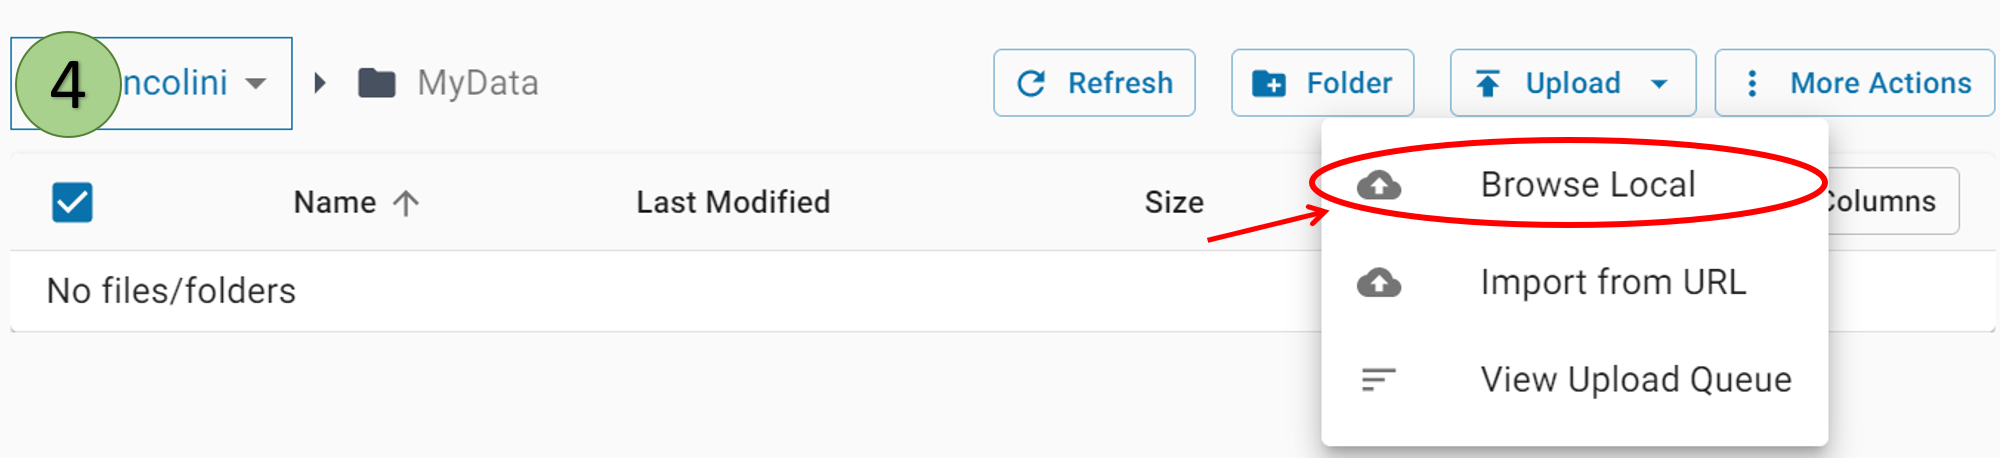 4 ncolini MyData Refresh Folder Upload More Actions
Name Last Modified Size Columns
Browse Local
No files/folders
Import from URL
View Upload Queue